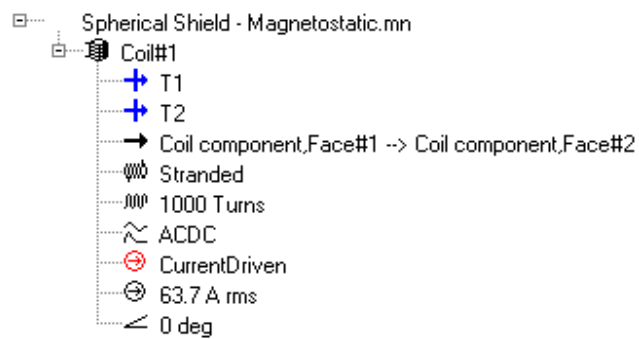 Spherical Shield - Magnetostatic.mn
Coil#1
T1
T2
Coil component,Face#1 --> Coil component,Face#2
Stranded
1000 Turns
ACDC
CurrentDriven
63.7 A rms
0 deg